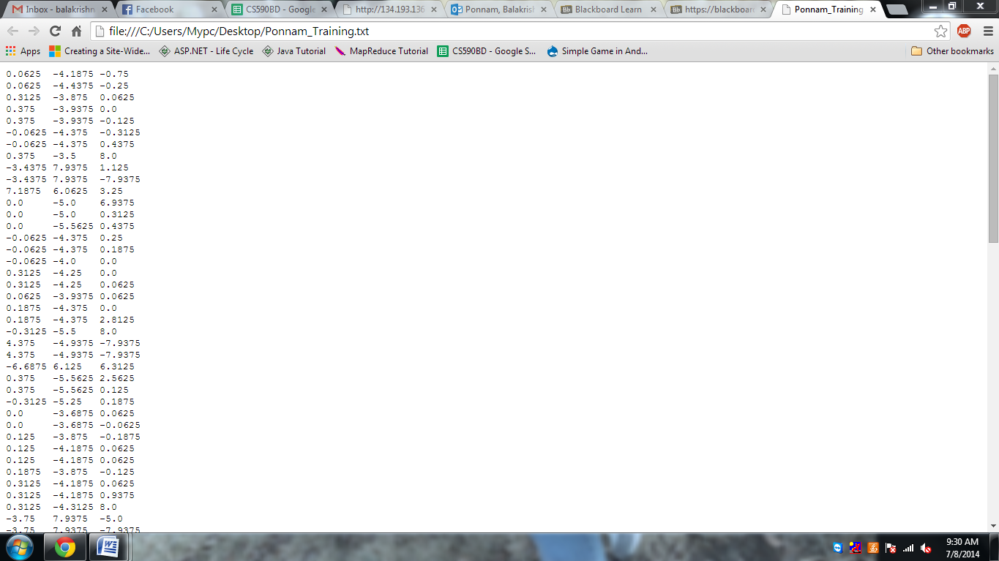 Inbox - balakrishn Facebook CS590BD - Google http://134.193.136 Ponnam, Balakrish Blackboard Learn https://blackboar Ponnam_Training
file:///C:/Users/Mypc/Desktop/Ponnam_Training.txt ABP
Apps Creating a Site-Wide... ASP.NET - Life Cycle Java Tutorial MapReduce Tutorial CS590BD - Google S... Simple Game in And... Other bookmarks
0.0625 -4.1875 -0.75
0.0625 -4.4375 -0.25
0.3125 -3.875 0.0625
0.375 -3.9375 0.0
0.375 -3.9375 -0.125
-0.0625 -4.375 -0.3125
-0.0625 -4.375 0.4375
0.375 -3.5 8.0
-3.4375 7.9375 1.125
-3.4375 7.9375 -7.9375
7.1875 6.0625 3.25
0.0 -5.0 6.9375
0.0 -5.0 0.3125
0.0 -5.5625 0.4375
-0.0625 -4.375 0.25
-0.0625 -4.375 0.1875
-0.0625 -4.0 0.0
0.3125 -4.25 0.0
0.3125 -4.25 0.0625
0.0625 -3.9375 0.0625
0.1875 -4.375 0.0
0.1875 -4.375 2.8125
-0.3125 -5.5 8.0
4.375 -4.9375 -7.9375
4.375 -4.9375 -7.9375
-6.6875 6.125 6.3125
0.375 -5.5625 2.5625
0.375 -5.5625 0.125
-0.3125 -5.25 0.1875
0.0 -3.6875 0.0625
0.0 -3.6875 -0.0625
0.125 -3.875 -0.1875
0.125 -4.1875 0.0625
0.125 -4.1875 0.0625
0.1875 -3.875 -0.125
0.3125 -4.1875 0.0625
0.3125 -4.1875 0.9375
0.3125 -4.3125 8.0
-3.75 7.9375 -5.0
-3.75 7.9375 -7.9375
9:30 AM
7/8/2014